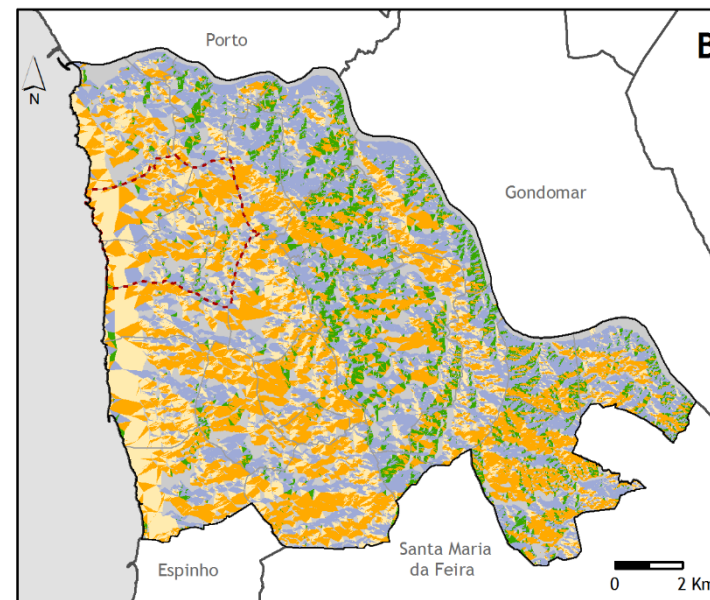 Porto
B
N
Gondomar
Santa Maria
da Feira
Espinho
0 2 Km